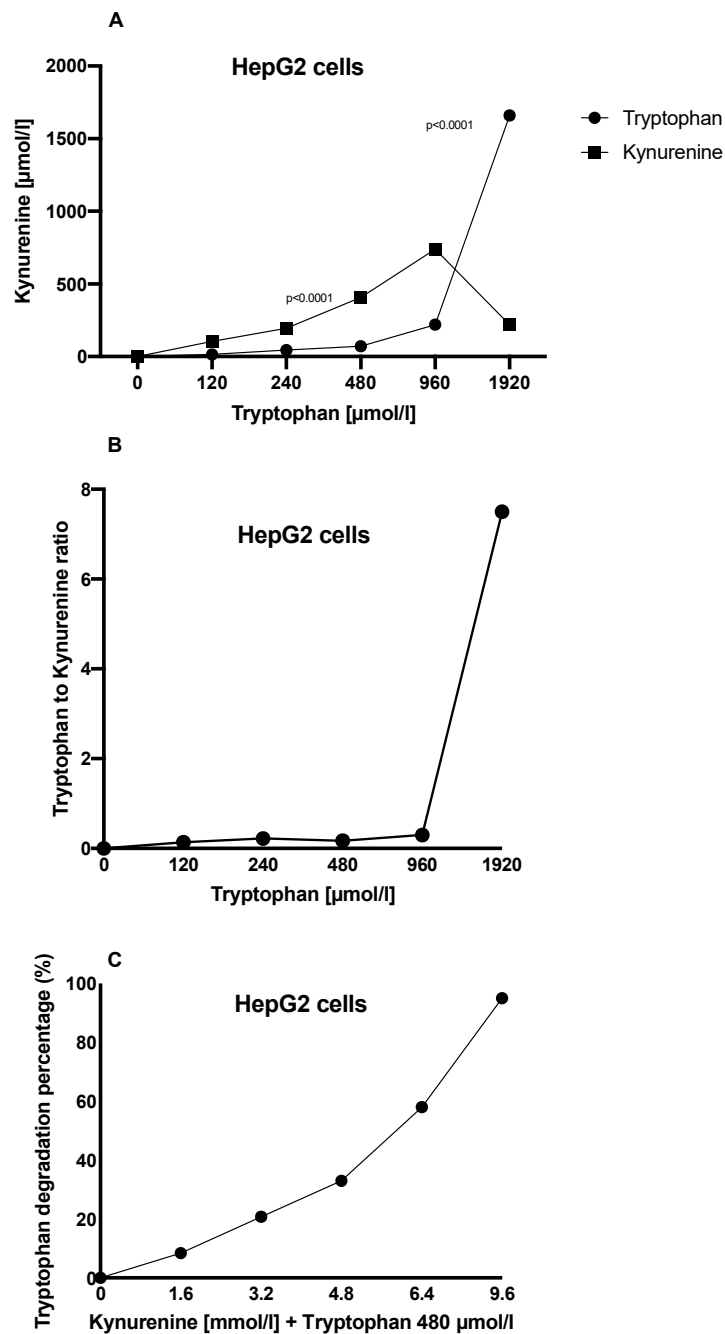 A
HepG2 cells
2000
1500
1000
500
0
Kynurenine [µmol/l]
p<0.0001
p<0.0001
Tryptophan
Kynurenine
0 120 240 480 960 1920
Tryptophan [µmol/l]
B
HepG2 cells
8
6
4
2
0
Tryptophan to Kynurenine ratio
0 120 240 480 960 1920
Tryptophan [µmol/l]
C
HepG2 cells
100
80
60
40
20
0
Tryptophan degradation percentage (%)
0 1.6 3.2 4.8 6.4 9.6
Kynurenine [mmol/l] + Tryptophan 480 µmol/l